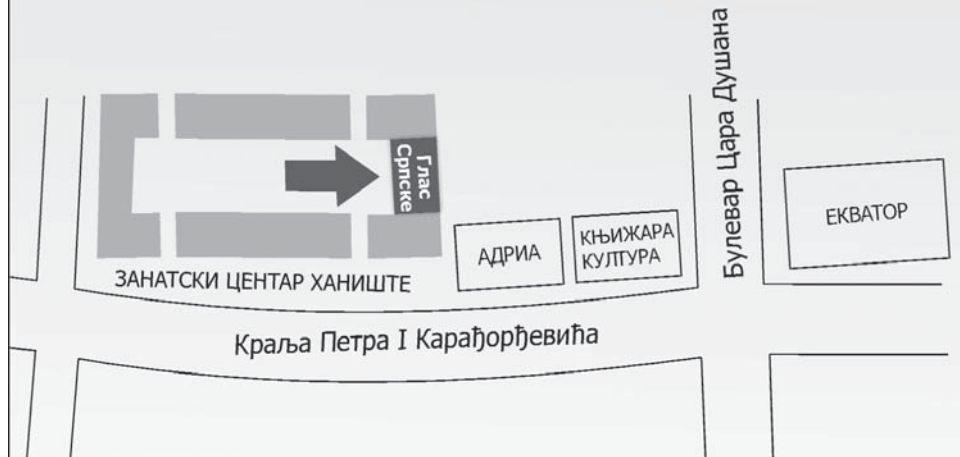 Глас
Српске
АДРИА
КЊИЖАРА
КУЛТУРА
Булевар Цара Душана
ЕКВАТОР
ЗАНАТСКИ ЦЕНТАР ХАНИШТЕ
Краља Петра I Карађорђевића